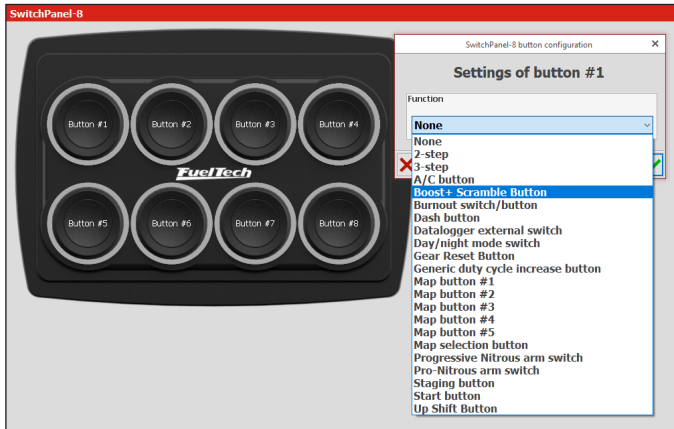 SwitchPanel-8
SwitchPanel-8 button configuration
Settings of button #1
Function
None
None
2-step
3-step
A/C button
Boost+ Scramble Button
Burnout switch/button
Dash button
Datalogger external switch
Day/night mode switch
Gear Reset Button
Generic duty cycle increase button
Map button #1
Map button #2
Map button #3
Map button #4
Map button #5
Map selection button
Progressive Nitrous arm switch
Pro-Nitrous arm switch
Staging button
Start button
Up Shift Button
Button #1
Button #2
Button #3
Button #4
FuelTech
Button #5
Button #6
Button #7
Button #8